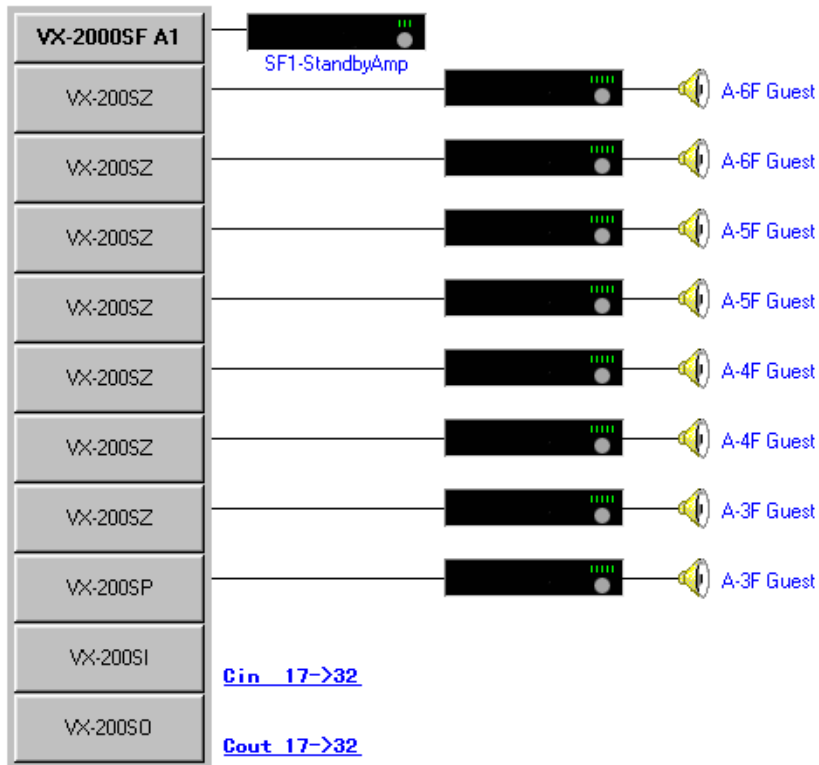 VX-2000SF A1
SF1-StandbyAmp
VX-200SZ
A-6F Guest
VX-200SZ
A-6F Guest
VX-200SZ
A-5F Guest
VX-200SZ
A-5F Guest
VX-200SZ
A-4F Guest
VX-200SZ
A-4F Guest
VX-200SZ
A-3F Guest
VX-200SP
A-3F Guest
VX-200SI
Cin 17->32
VX-200SO
Cout 17->32